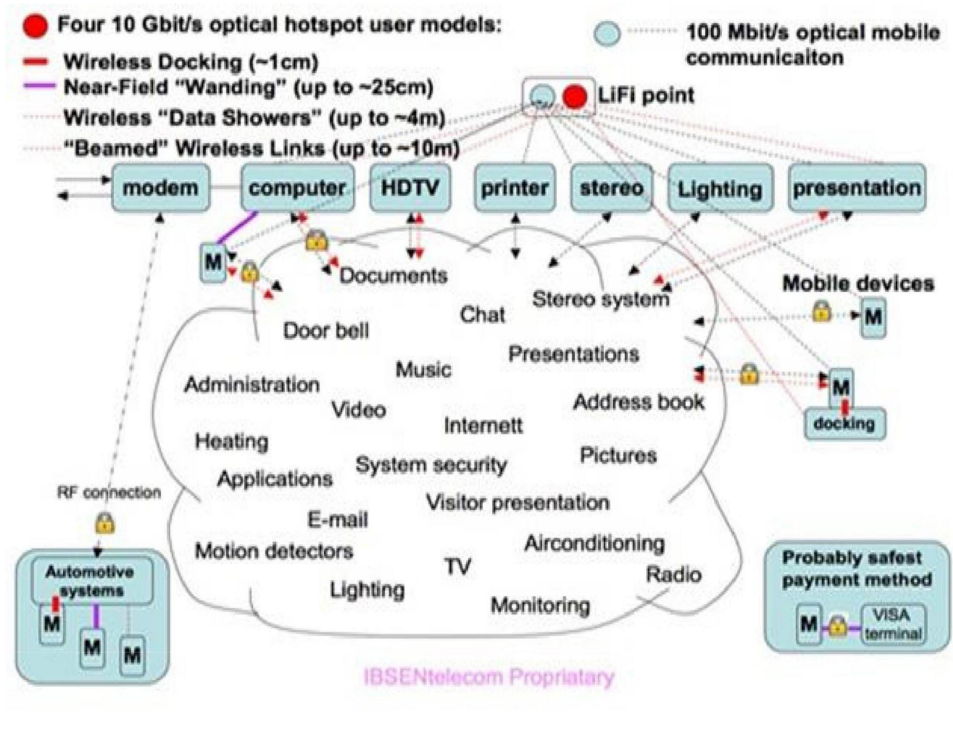 Four 10 Gbit/s optical hotspot user models:
Wireless Docking (~1cm)
Near-Field “Wanding” (up to ~25cm)
Wireless “Data Showers” (up to ~4m)
“Beamed” Wireless Links (up to ~10m)
100 Mbit/s optical mobile
communicaiton
LiFi point
modem
computer
HDTV
printer
stereo
Lighting
presentation
M
Documents
Stereo system
Mobile devices
Chat
Door bell
M
Presentations
Music
Administration
M
Video
Address book
docking
Internett
Heating
System security
Pictures
Applications
RF connection
Visitor presentation
E-mail
Motion detectors
Airconditioning
TV
Radio
Lighting
Monitoring
Automotive
systems
M
M
M
Probably safest
payment method
M
VISA
terminal
IBSENtelecom Propriatary